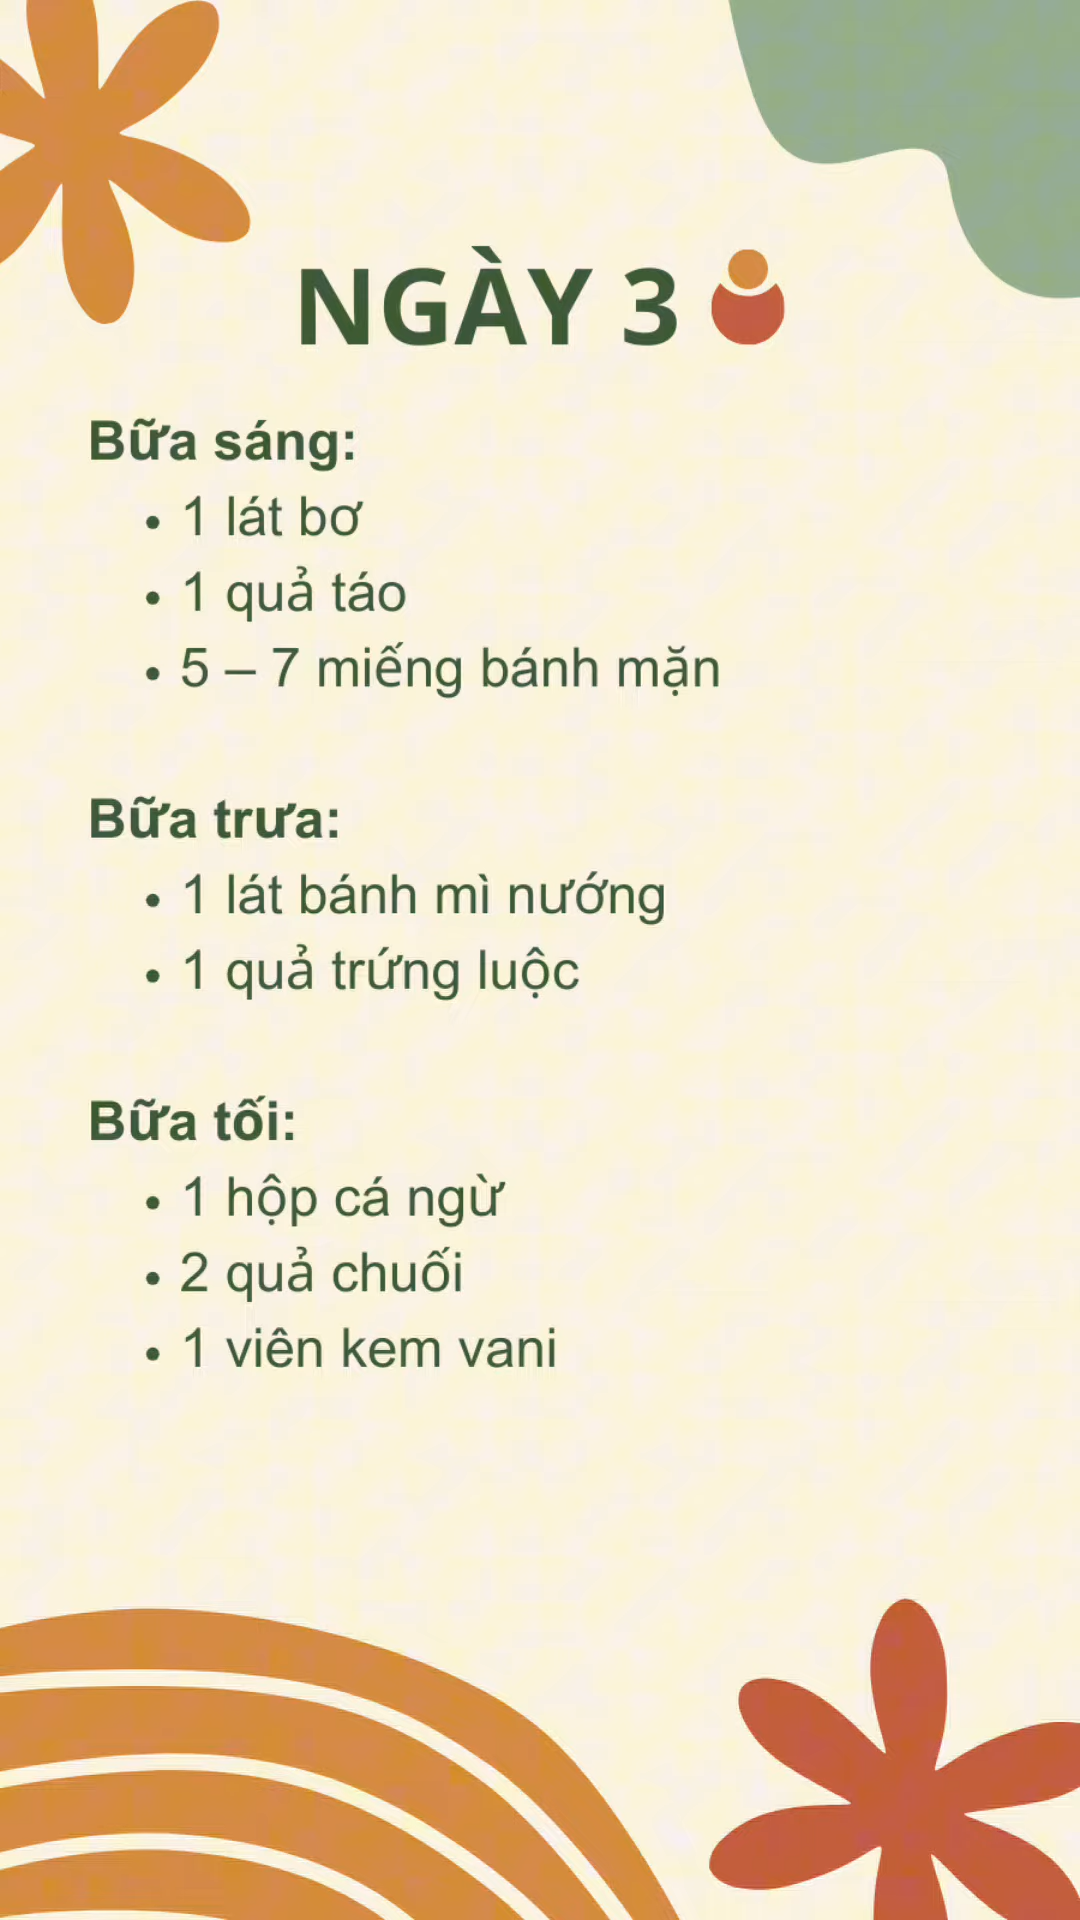 NGÀY 3
Bữa sáng:
• 1 lát bơ
• 1 quả táo
• 5 – 7 miếng bánh mặn
Bữa trưa:
• 1 lát bánh mì nướng
• 1 quả trứng luộc
Bữa tối:
• 1 hộp cá ngừ
• 2 quả chuối
• 1 viên kem vani